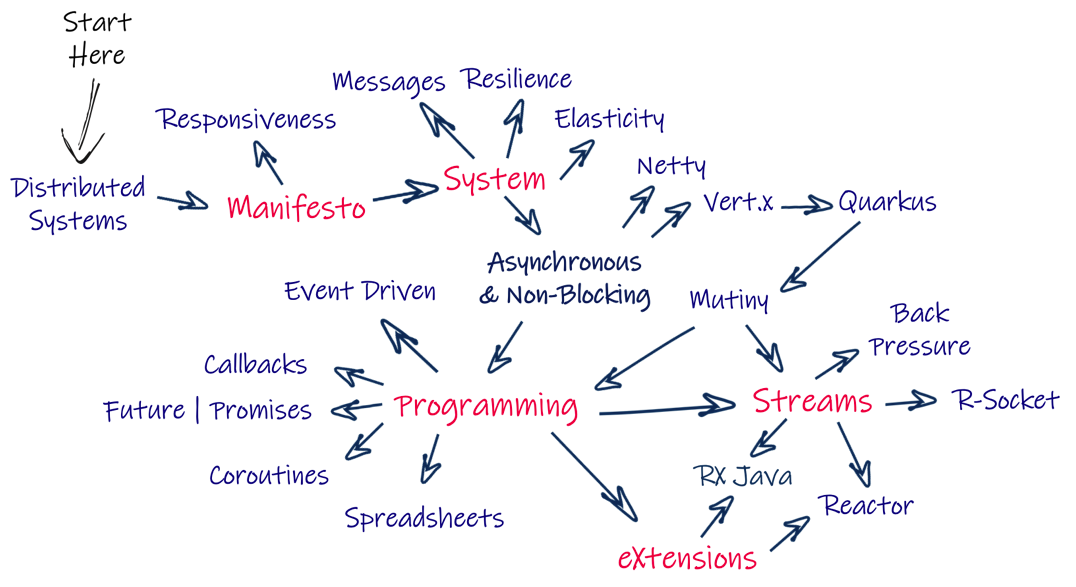 Start
Here
Messages
Resilience
Responsiveness
Elasticity
Netty
Distributed
Systems
Manifesto
System
Vert.x
Quarkus
Asynchronous
& Non-Blocking
Event Driven
Mutiny
Back
Pressure
Callbacks
Future | Promises
Programming
Streams
R-Socket
Coroutines
RX Java
Spreadsheets
Reactor
eXtensions